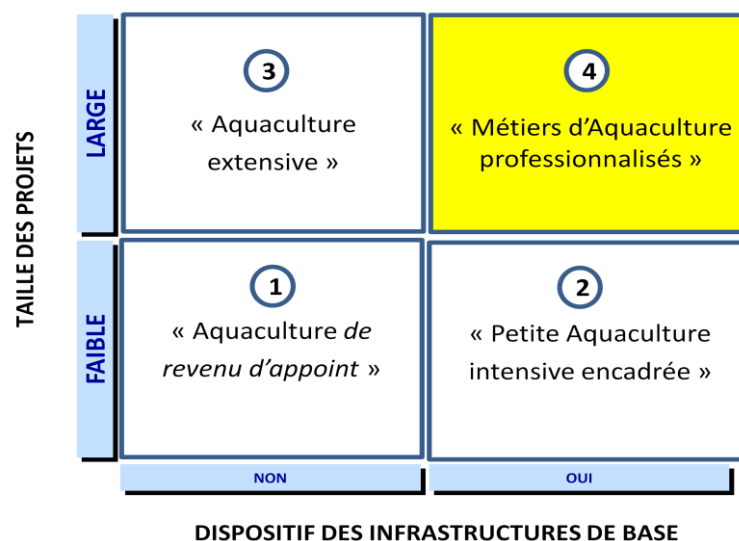 TAILLE DES PROJETS
LARGE
3
« Aquaculture
extensive »
4
« Métiers d’Aquaculture
professionnalisés »
FAIBLE
1
« Aquaculture de
revenu d’appoint »
2
« Petite Aquaculture
intensive encadrée »
NON
OUI
DISPOSITIF DES INFRASTRUCTURES DE BASE